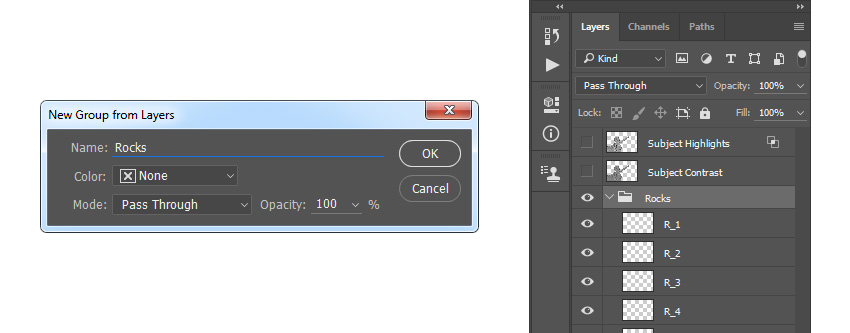 New Group from Layers
Name: Rocks
OK
Color: None
Cancel
Mode: Pass Through Opacity: 100 %
Layers Channels Paths
Kind
Pass Through Opacity: 100%
Lock: Fill: 100%
Subject Highlights
Subject Contrast
Rocks
R_1
R_2
R_3
R_4